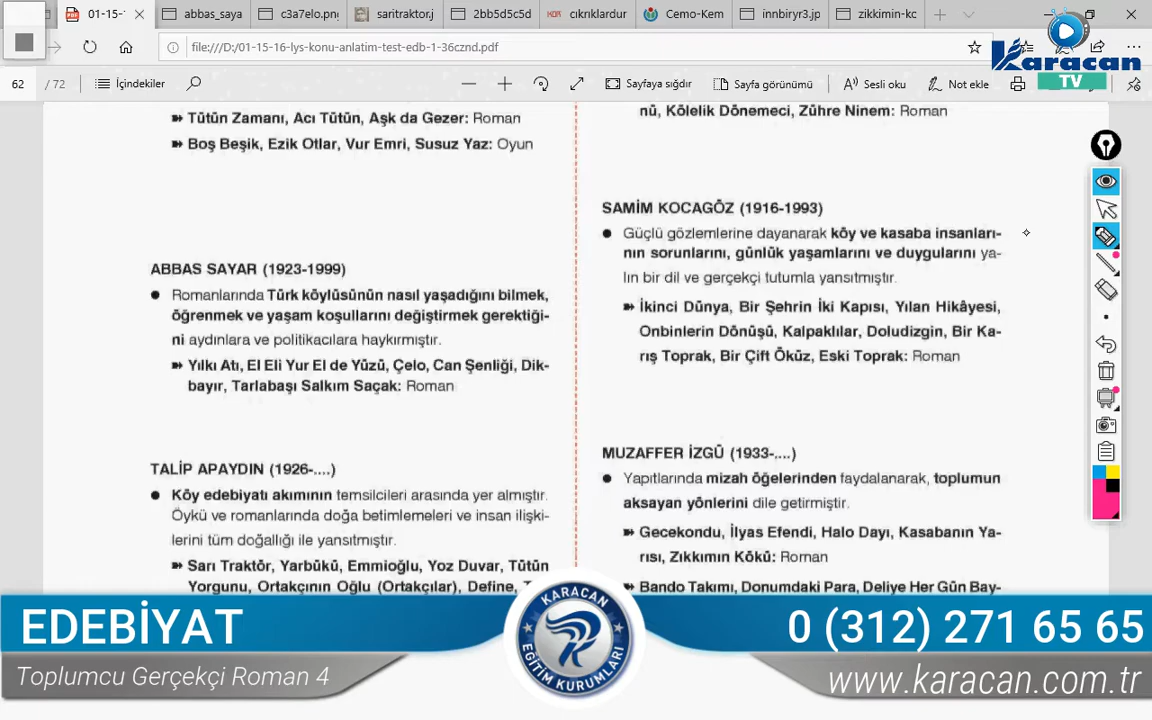 01-15-
abbas_saya
c3a7elo.pn
saritraktor.j
2bb5d5cd
cıkrıklardur
Cemo-Kem
innbiryr3.jp
zikkimin-kc
file:///D:/01-15-16-lys-konu-anlatim-test-edb-1-36cznd.pdf
Karacan
TV
62 / 72
İçindekiler
Sayfaya sığdır
Sayfa görünümü
Sesli oku
Not ekle
➽ Tütün Zamanı, Acı Tütün, Aşk da Gezer: Roman
➽ Boş Beşik, Ezik Otlar, Vur Emri, Susuz Yaz: Oyun
ABBAS SAYAR (1923-1999)
● Romanlarında Türk köylüsünün nasıl yaşadığını bilmek,
öğrenmek ve yaşam koşullarını değiştirmek gerektiği-
ni aydınlara ve politikacılara haykırmıştır.
➽ Yılkı Atı, El Eli Yur El de Yüzü, Çelo, Can Şenliği, Dik-
bayır, Tarlabaşı Salkım Saçak: Roman
TALİP APAYDIN (1926-....)
● Köy edebiyatı akımının temsilcileri arasında yer almıştır.
Öykü ve romanlarında doğa betimlemeleri ve insan ilişki-
lerini tüm doğallığı ile yansıtmıştır.
➽ Sarı Traktör, Yarbükü, Emmioğlu, Yoz Duvar, Tütün
Yorgunu, Ortakçının Oğlu (Ortakçılar), Define,
nü, Kölelik Dönemeci, Zühre Ninem: Roman
SAMİM KOCAGÖZ (1916-1993)
● Güçlü gözlemlerine dayanarak köy ve kasaba insanları-
nın sorunlarını, günlük yaşamlarını ve duygularını ya-
lın bir dil ve gerçekçi tutumla yansıtmıştır.
➽ İkinci Dünya, Bir Şehrin İki Kapısı, Yılan Hikâyesi,
Onbinlerin Dönüşü, Kalpaklılar, Doludizgin, Bir Ka-
rış Toprak, Bir Çift Öküz, Eski Toprak: Roman
MUZAFFER İZGÜ (1933-....)
● Yapıtlarında mizah öğelerinden faydalanarak, toplumun
aksayan yönlerini dile getirmiştir.
➽ Gecekondu, İlyas Efendi, Halo Dayı, Kasabanın Ya-
rısı, Zıkkımın Kökü: Roman
➽ Bando Takımı, Donumdaki Para, Deliye Her Gün Bay-
EDEBİYAT
Toplumcu Gerçekçi Roman 4
KARACAN
EĞİTİM KURUMLARI
0 (312) 271 65 65
www.karacan.com.tr